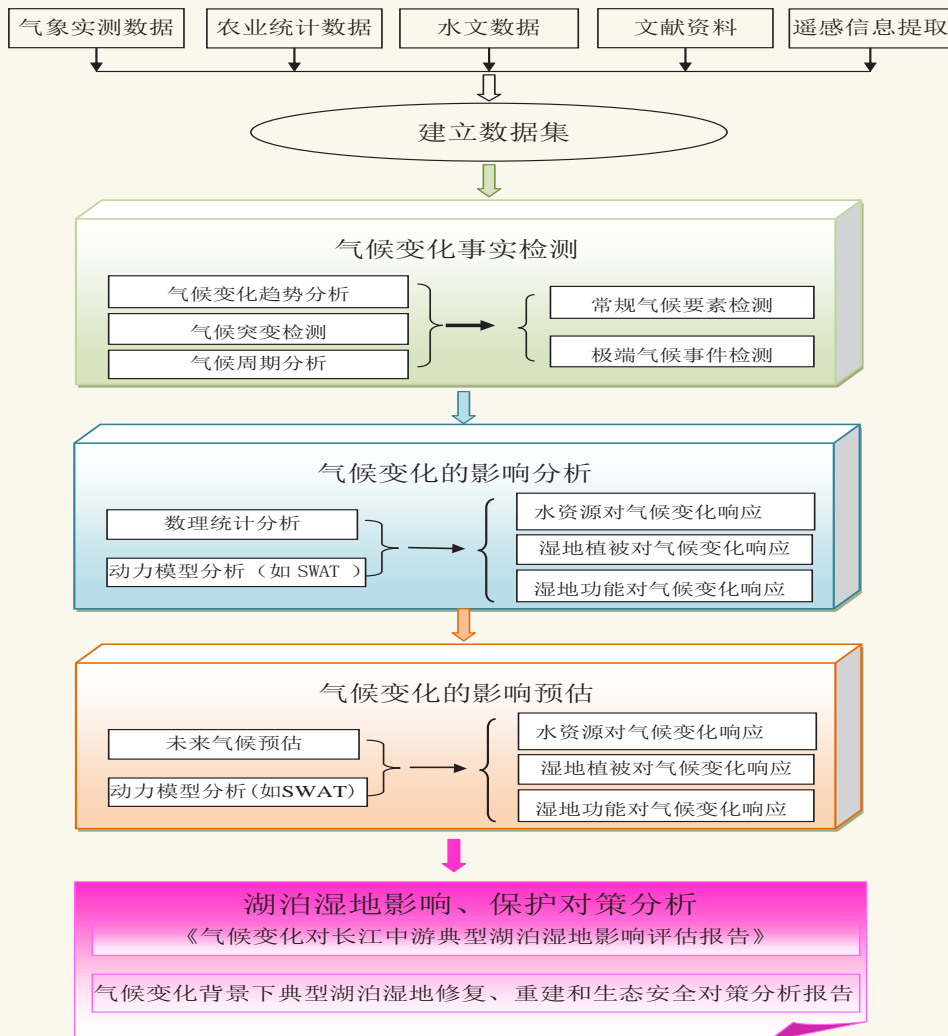 气象实测数据
农业统计数据
水文数据
文献资料
遥感信息提取
建立数据集
气候变化事实检测
气候变化趋势分析
气候突变检测
气候周期分析
常规气候要素检测
极端气候事件检测
气候变化的影响分析
数理统计分析
动力模型分析（如 SWAT ）
水资源对气候变化响应
湿地植被对气候变化响应
湿地功能对气候变化响应
气候变化的影响预估
未来气候预估
动力模型分析(如SWAT)
水资源对气候变化响应
湿地植被对气候变化响应
湿地功能对气候变化响应
湖泊湿地影响、保护对策分析
《气候变化对长江中游典型湖泊湿地影响评估报告》
气候变化背景下典型湖泊湿地修复、重建和生态安全对策分析报告